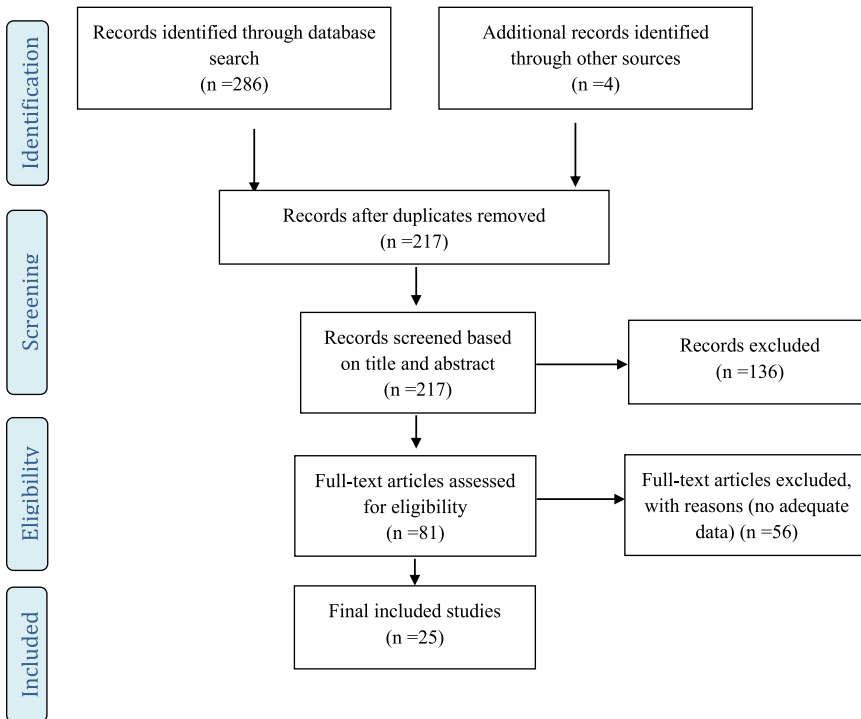 Identification
Records identified through database
search
(n =286)
Additional records identified
through other sources
(n =4)
Records after duplicates removed
(n =217)
Screening
Records screened based
on title and abstract
(n =217)
Records excluded
(n =136)
Eligibility
Full-text articles assessed
for eligibility
(n =81)
Full-text articles excluded,
with reasons (no adequate
data) (n =56)
Included
Final included studies
(n =25)